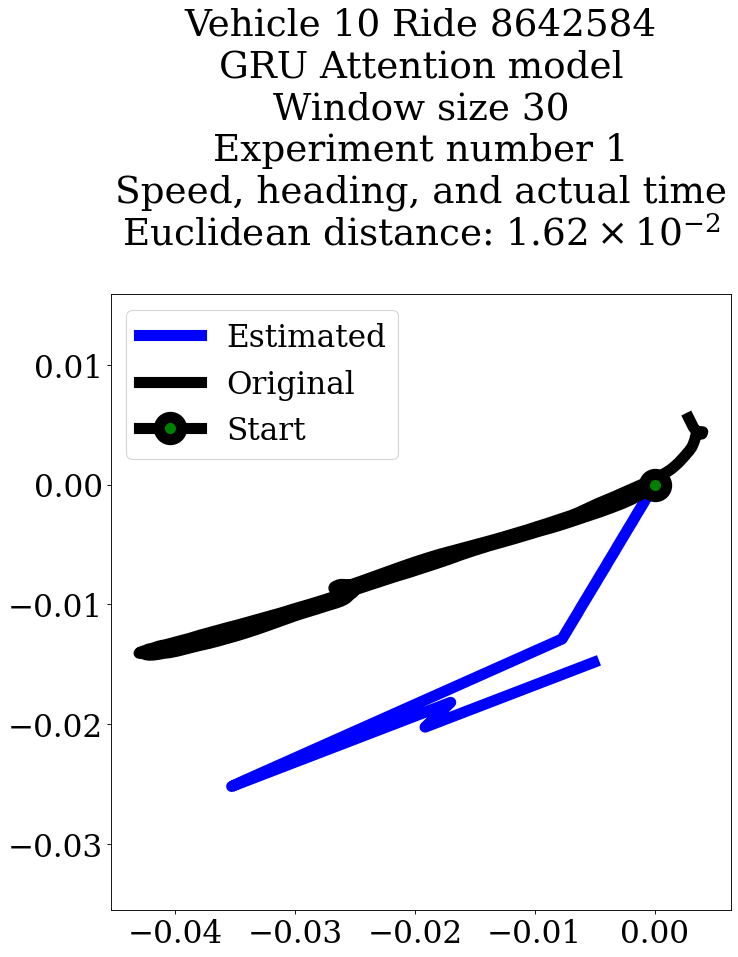 Vehicle 10 Ride 8642584
GRU Attention model
Window size 30
Experiment number 1
Speed, heading, and actual time
Euclidean distance: 1.62 × 10⁻²
Estimated
Original
Start
0.01
0.00
−0.01
−0.02
−0.03
−0.04 −0.03 −0.02 −0.01 0.00